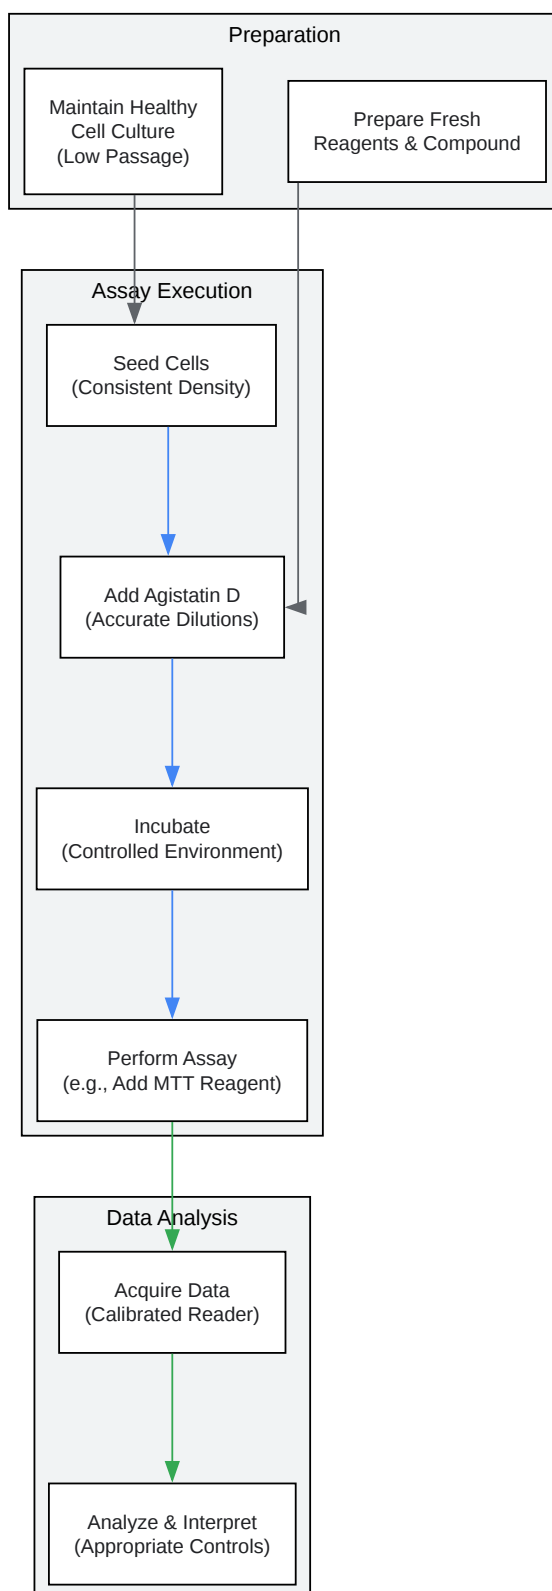 Preparation
Maintain Healthy
Cell Culture
(Low Passage)
Prepare Fresh
Reagents & Compound
Assay Execution
Seed Cells
(Consistent Density)
Add Agistatin D
(Accurate Dilutions)
Incubate
(Controlled Environment)
Perform Assay
(e.g., Add MTT Reagent)
Data Analysis
Acquire Data
(Calibrated Reader)
Analyze & Interpret
(Appropriate Controls)